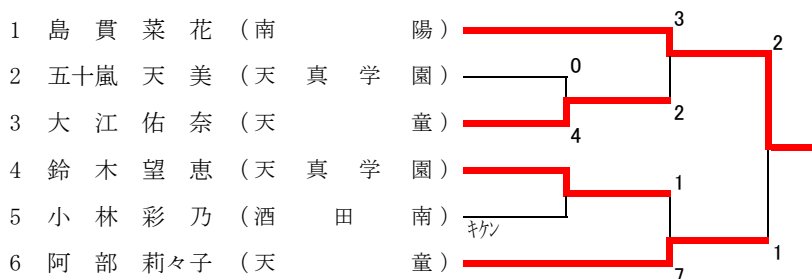 1 島貫菜花 (南陽) 3
2
2 五十嵐天美 (天真学園) 0
3 大江佑奈 (天童) 4 2
4 鈴木望恵 (天真学園) 1
5 小林彩乃 (酒田南) キケン
1
6 阿部莉々子 (天童) 7